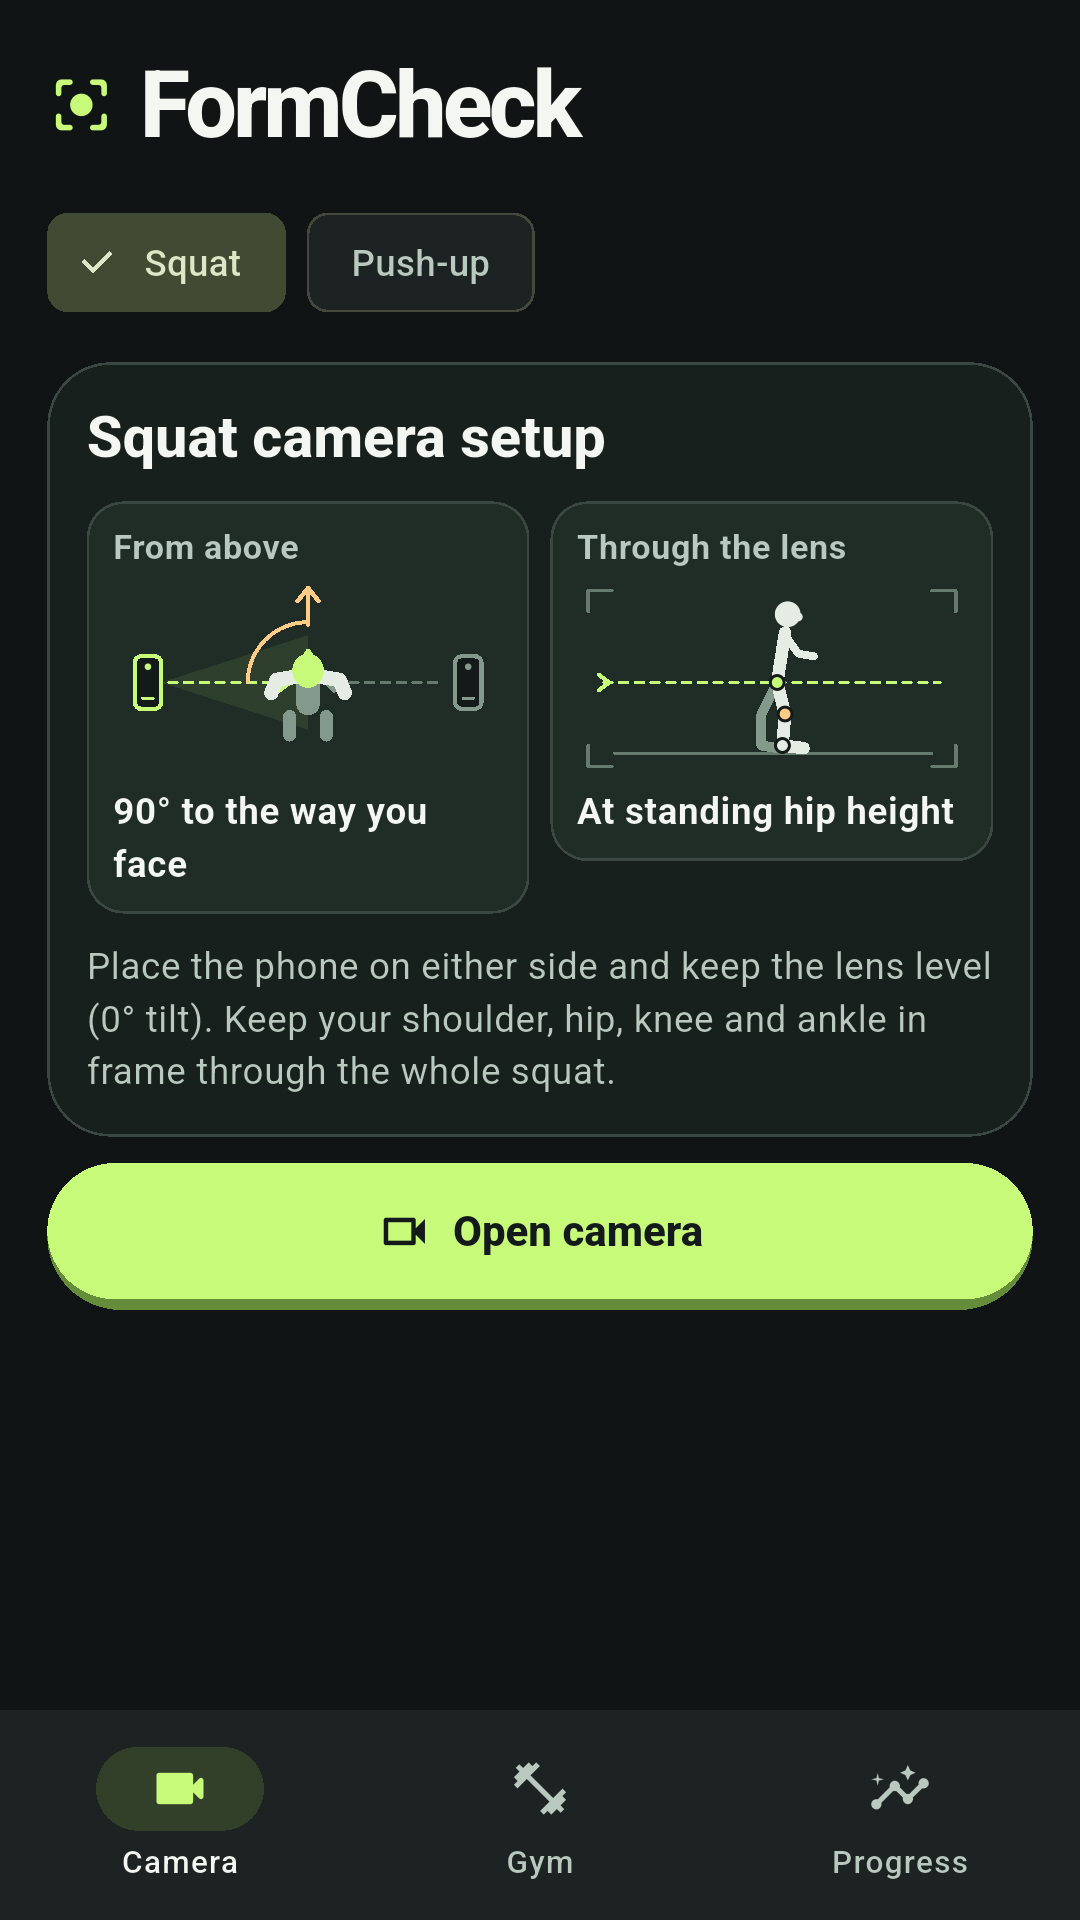 FormCheck
Squat
Push-up
Squat camera setup
From above
90° to the way you
face
Through the lens
At standing hip height
Place the phone on either side and keep the lens level
(0° tilt). Keep your shoulder, hip, knee and ankle in
frame through the whole squat.
Open camera
Camera
Gym
Progress